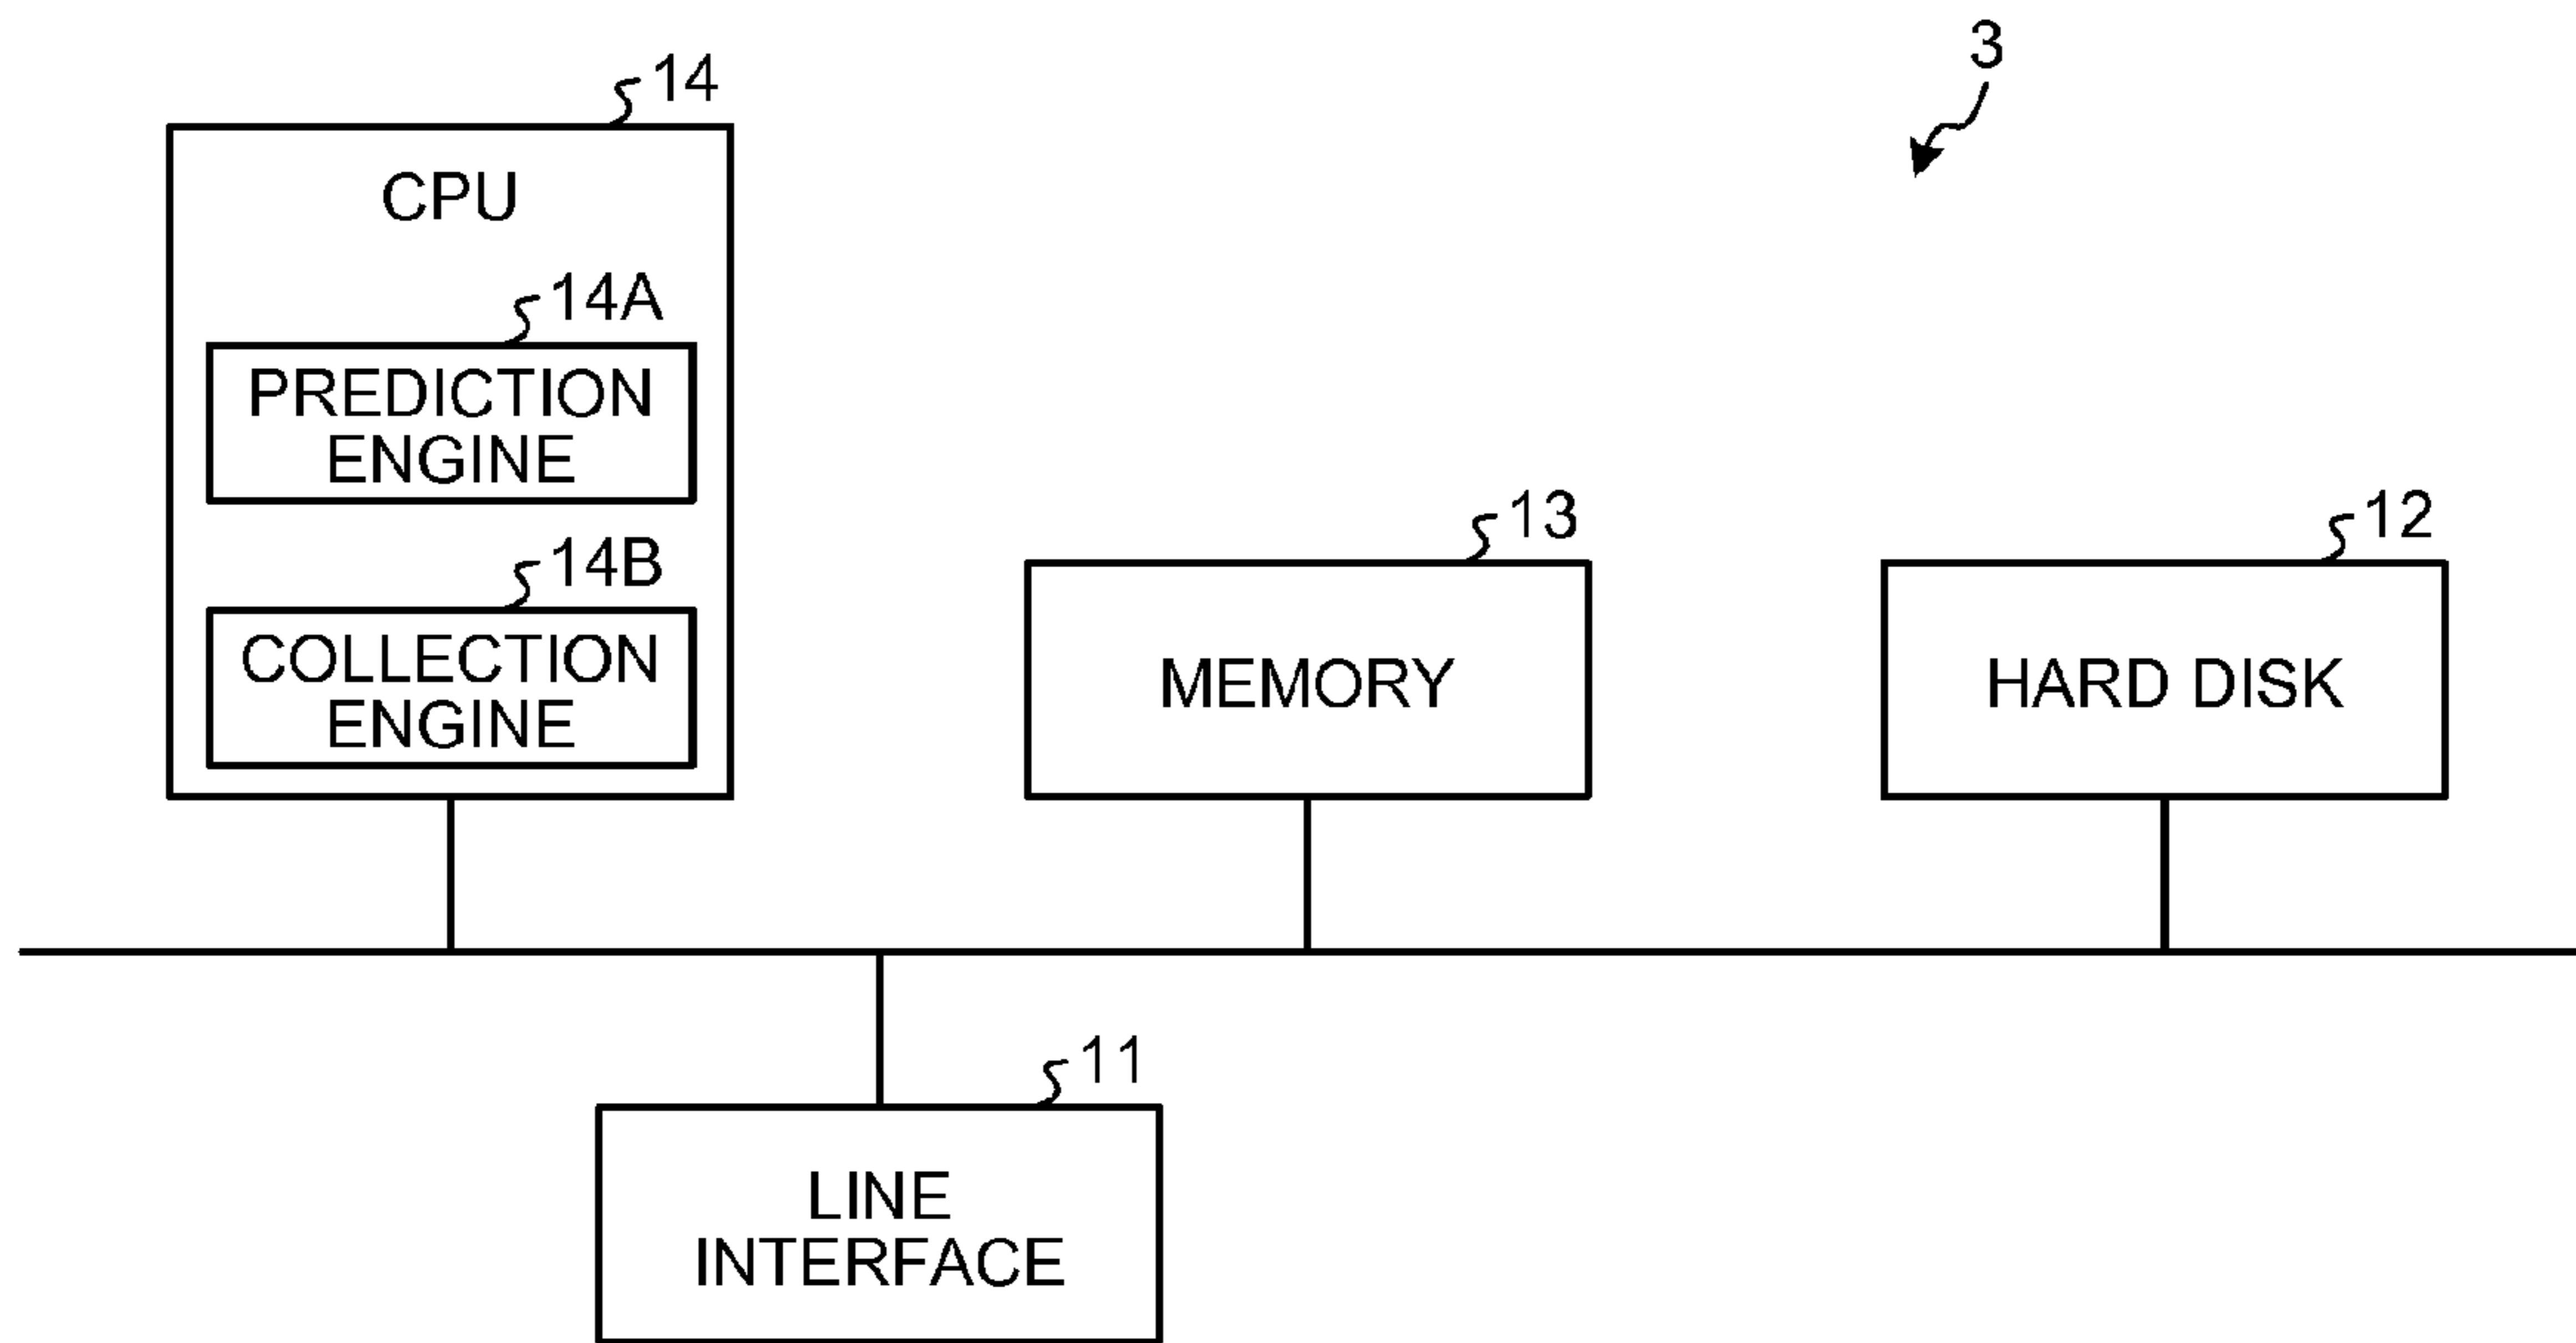 3
14
CPU
14A
PREDICTION
ENGINE
14B
COLLECTION
ENGINE
13
MEMORY
12
HARD DISK
11
LINE
INTERFACE